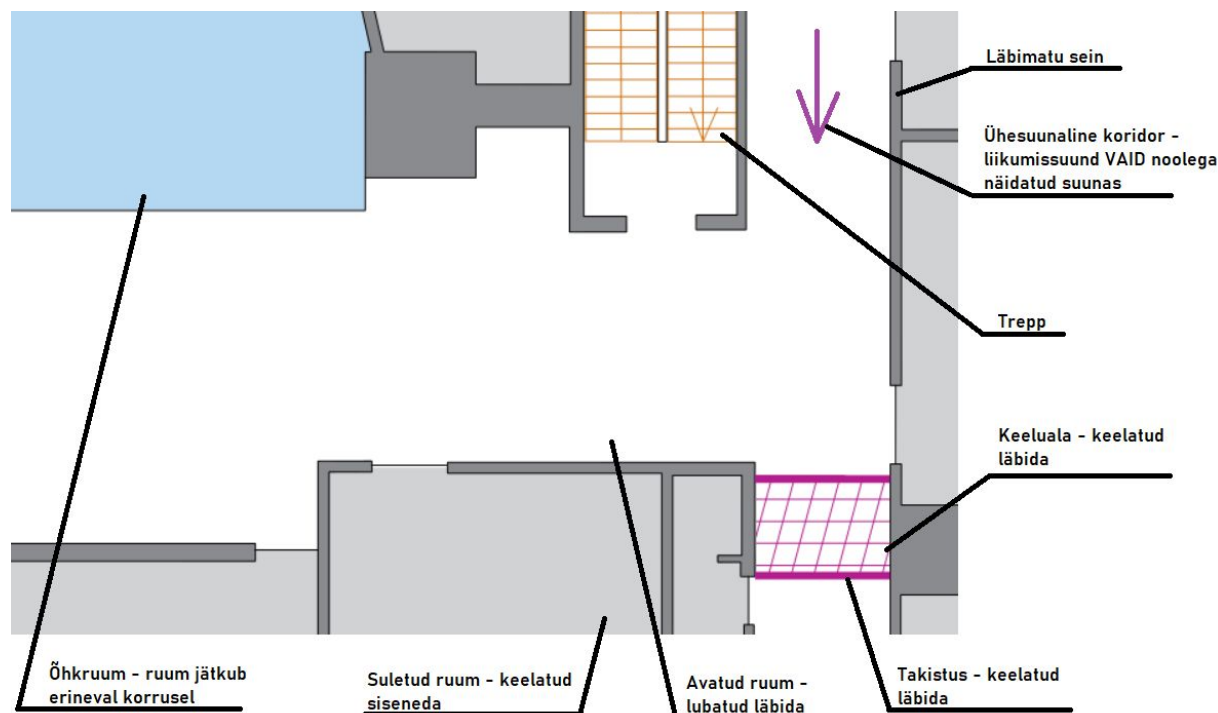 Läbimatu sein
Ühesuunaline koridor -
liikumissuund VAID noolega
näidatud suunas
Trepp
Keeluala - keelatud
läbida
Õhkruum - ruum jätkub
erineval korrusel
Suletud ruum - keelatud
siseneda
Avatud ruum -
lubatud läbida
Takistus - keelatud
läbida